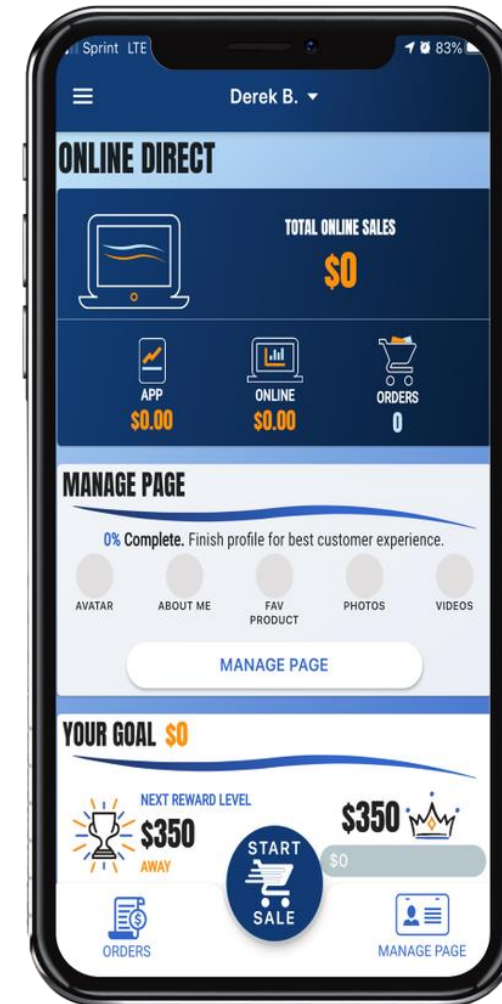 Sprint LTE 83%
Derek B.
ONLINE DIRECT
TOTAL ONLINE SALES
$0
APP ONLINE ORDERS
$0.00 $0.00 0
MANAGE PAGE
0% Complete. Finish profile for best customer experience.
AVATAR ABOUT ME FAV PRODUCT PHOTOS VIDEOS
MANAGE PAGE
YOUR GOAL $0
NEXT REWARD LEVEL
$350
AWAY
$350
$0
START
SALE
ORDERS MANAGE PAGE